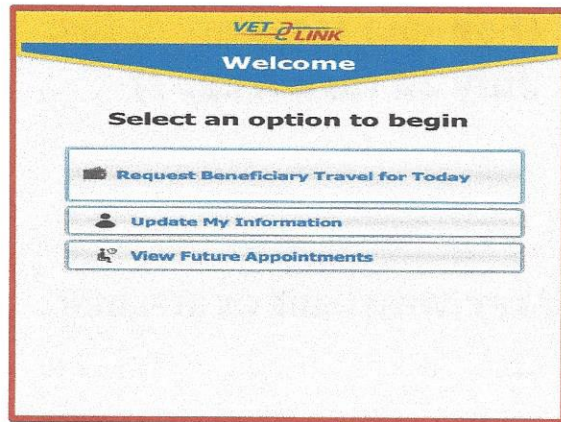 VET LINK
Welcome
Select an option to begin
Request Beneficiary Travel for Today
Update My Information
View Future Appointments